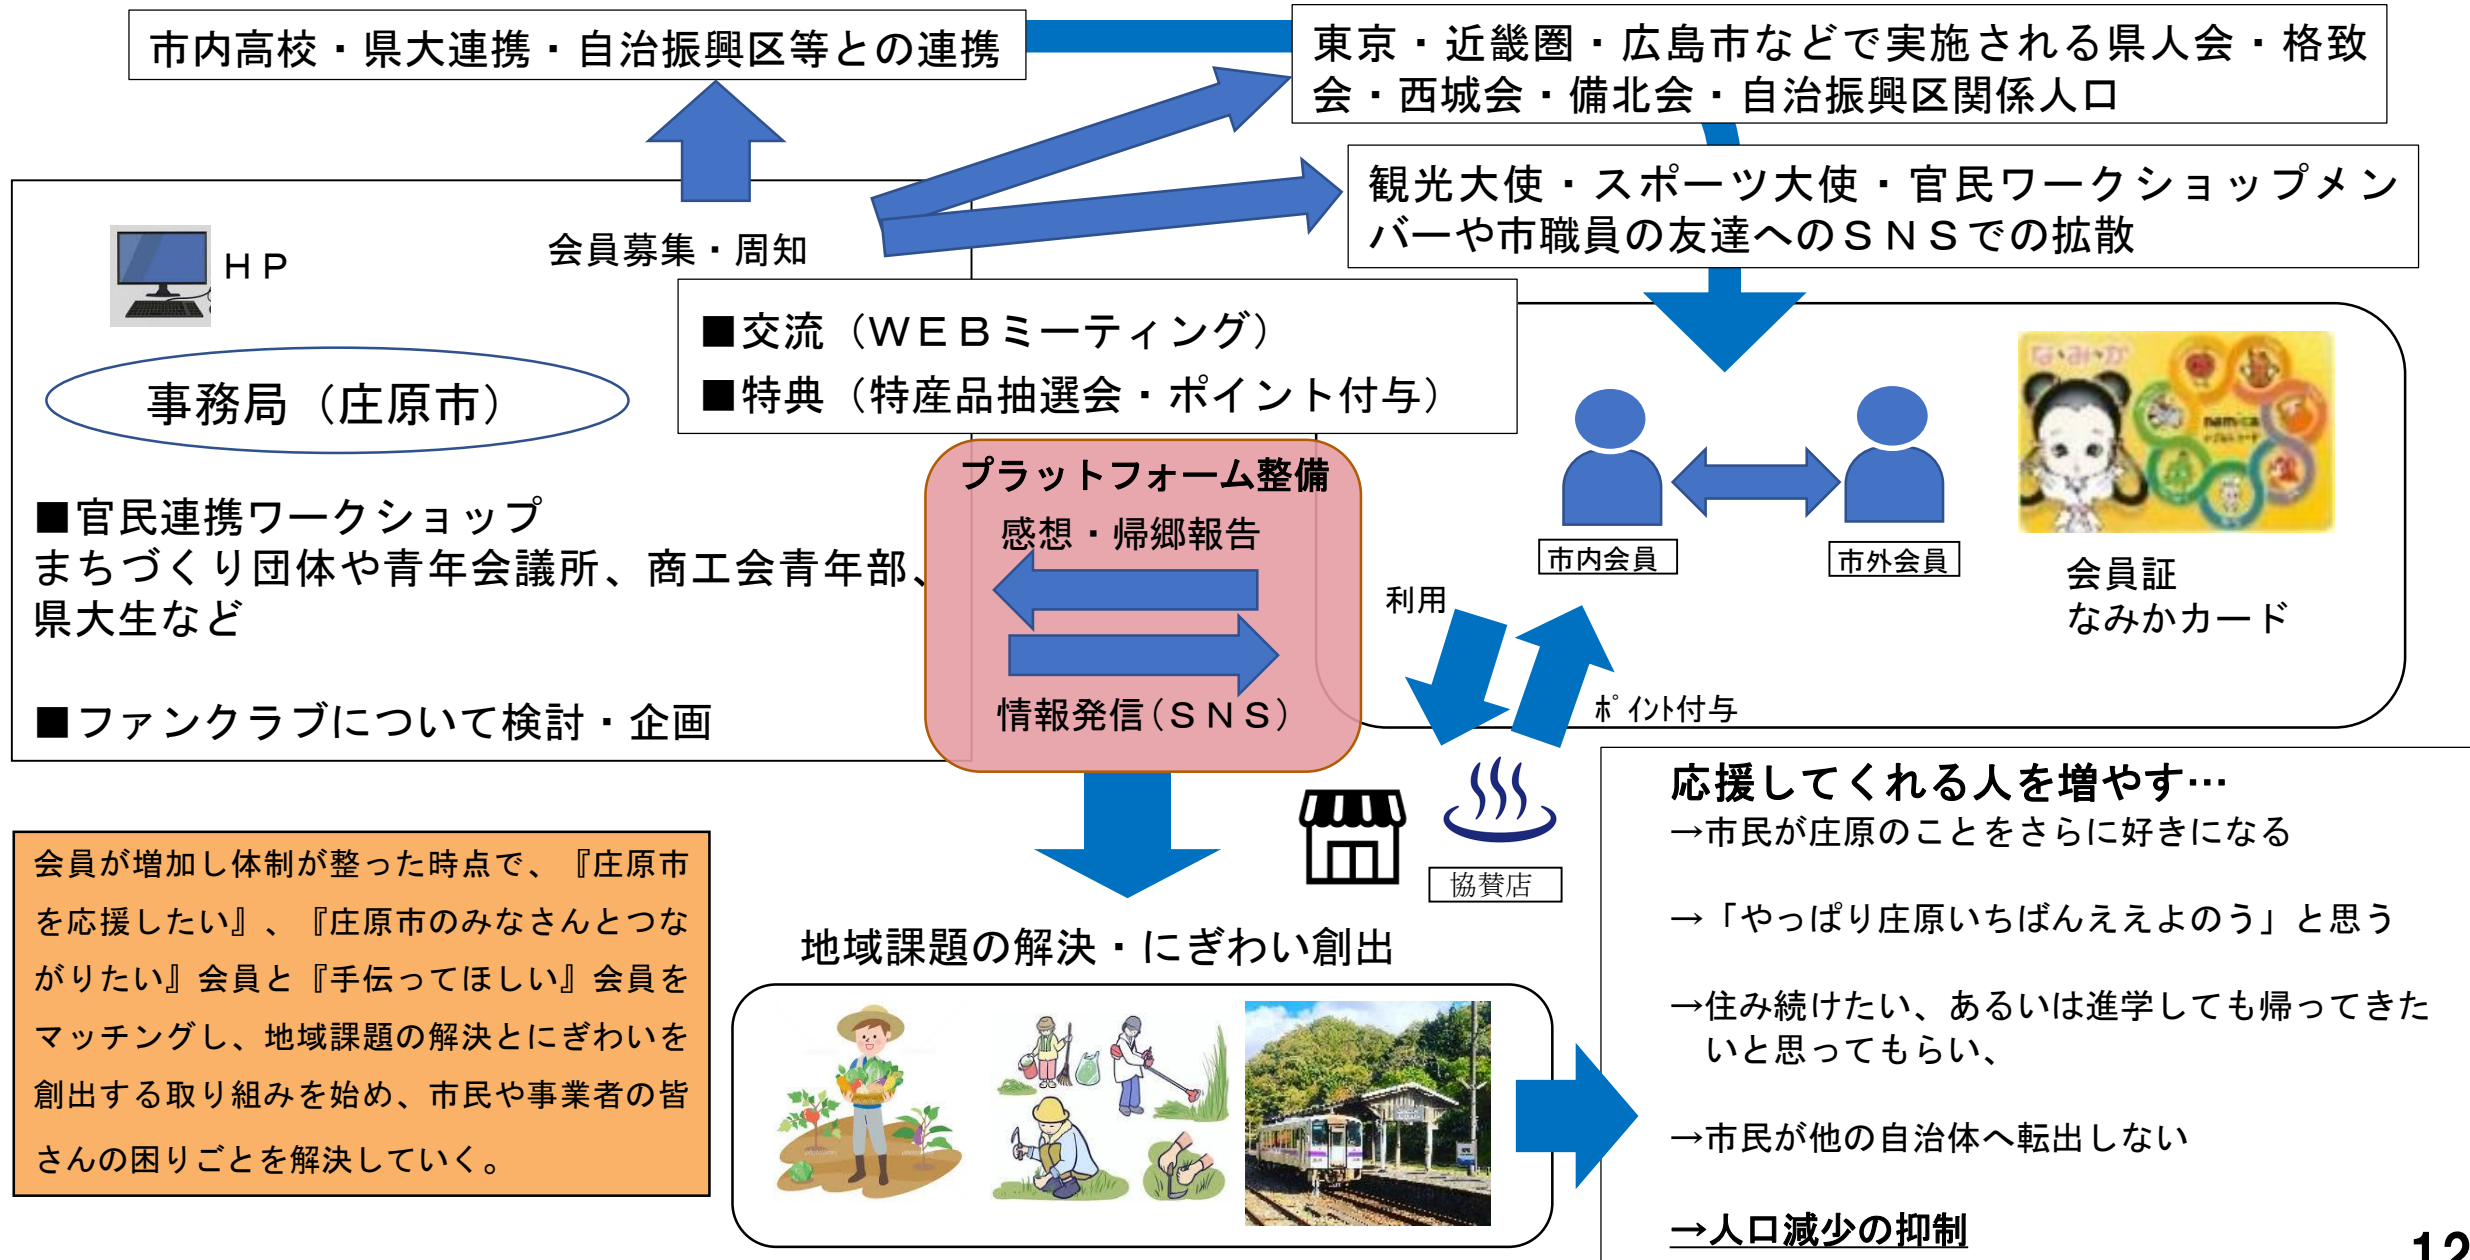 市内高校・県大連携・自治振興区等との連携
東京・近畿圏・広島市などで実施される県人会・格致
会・西城会・備北会・自治振興区関係人口
観光大使・スポーツ大使・官民ワークショップメン
バーや市職員の友達へのＳＮＳでの拡散
ＨＰ
会員募集・周知
事務局（庄原市）
■交流（ＷＥＢミーティング）
■特典（特産品抽選会・ポイント付与）
■官民連携ワークショップ
まちづくり団体や青年会議所、商工会青年部、
県大生など
■ファンクラブについて検討・企画
プラットフォーム整備
感想・帰郷報告
情報発信(ＳＮＳ)
市内会員
市外会員
な・み・か
namica
会員証
なみかカード
利用
ﾎﾟｲﾝﾄ付与
協賛店
会員が増加し体制が整った時点で、『庄原市
を応援したい』、『庄原市のみなさんとつな
がりたい』会員と『手伝ってほしい』会員を
マッチングし、地域課題の解決とにぎわいを
創出する取り組みを始め、市民や事業者の皆
さんの困りごとを解決していく。
地域課題の解決・にぎわい創出
応援してくれる人を増やす…
→市民が庄原のことをさらに好きになる
→「やっぱり庄原いちばんええよのう」と思う
→住み続けたい、あるいは進学しても帰ってきた
いと思ってもらい、
→市民が他の自治体へ転出しない
→人口減少の抑制
12